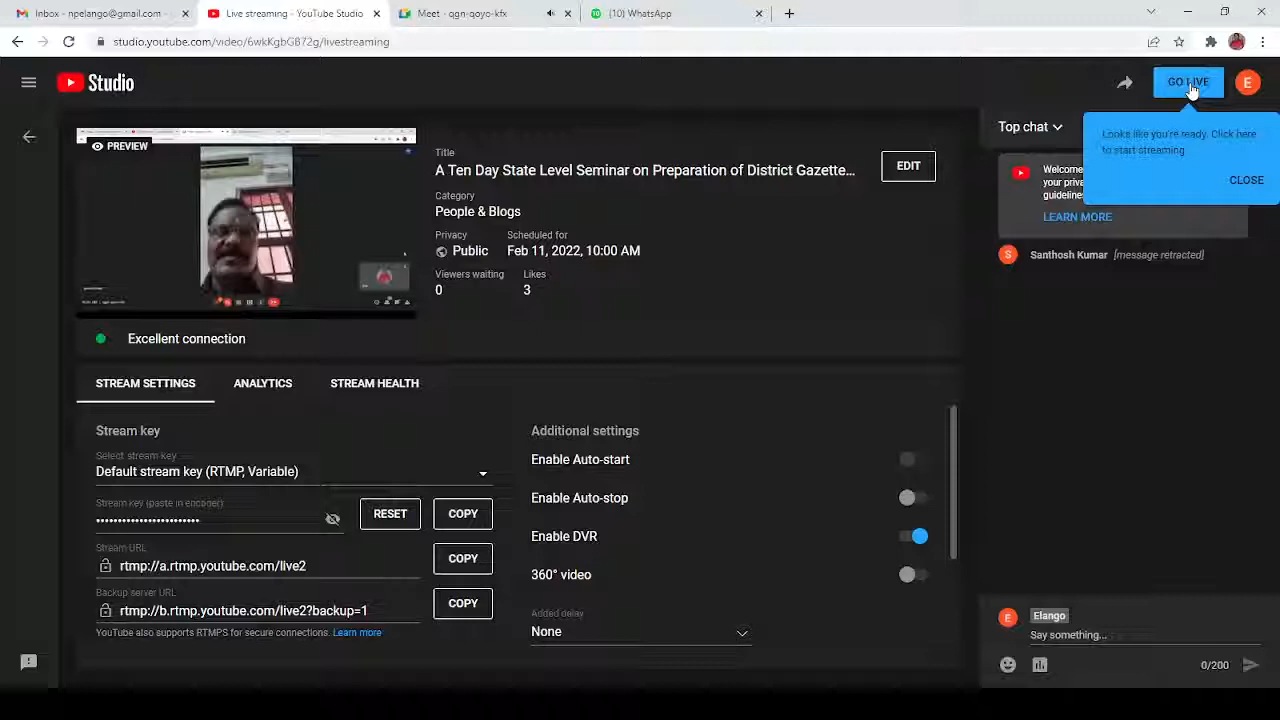 Inbox - npelango@gmail.com
Live streaming - YouTube Studio
Meet - qgn-qoyo-kfx
(10) WhatsApp
studio.youtube.com/video/6wkKgbG872g/livestreaming
Studio
GO LIVE
E
PREVIEW
Title
A Ten Day State Level Seminar on Preparation of District Gazette...
EDIT
Category
People & Blogs
Privacy
Scheduled for
Public
Feb 11, 2022, 10:00 AM
Viewers waiting
Likes
0
3
Excellent connection
STREAM SETTINGS
ANALYTICS
STREAM HEALTH
Stream key
Select stream key
Default stream key (RTMP, Variable)
Stream key (paste in encoder)
RESET
COPY
Stream URL
rtmp://a.rtmp.youtube.com/live2
COPY
Backup server URL
rtmp://b.rtmp.youtube.com/live2?backup=1
COPY
YouTube also supports RTMPS for secure connections. Learn more
Additional settings
Enable Auto-start
Enable Auto-stop
Enable DVR
360° video
Added delay
None
Top chat
Looks like you're ready. Click here
to start streaming
CLOSE
Welcome
your priva
guidelines
LEARN MORE
S
Santhosh Kumar [message retracted]
E
Elango
Say something...
0/200